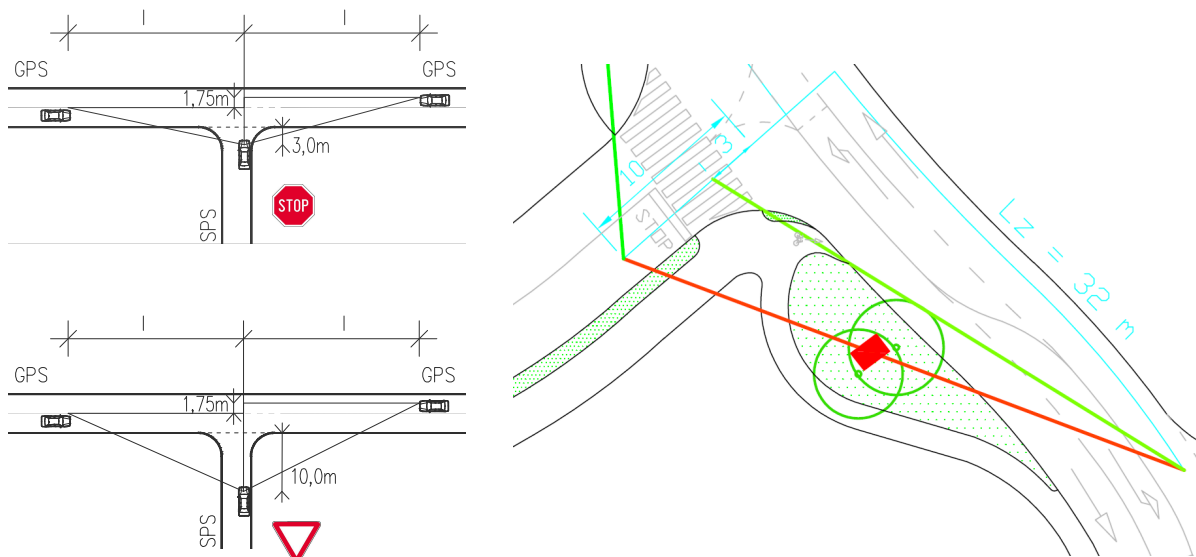 l
l
GPS
GPS
1,75m
3,0m
SPS
STOP
l
l
GPS
GPS
1,75m
10,0m
SPS
10
3
STOP
Lz = 32 m